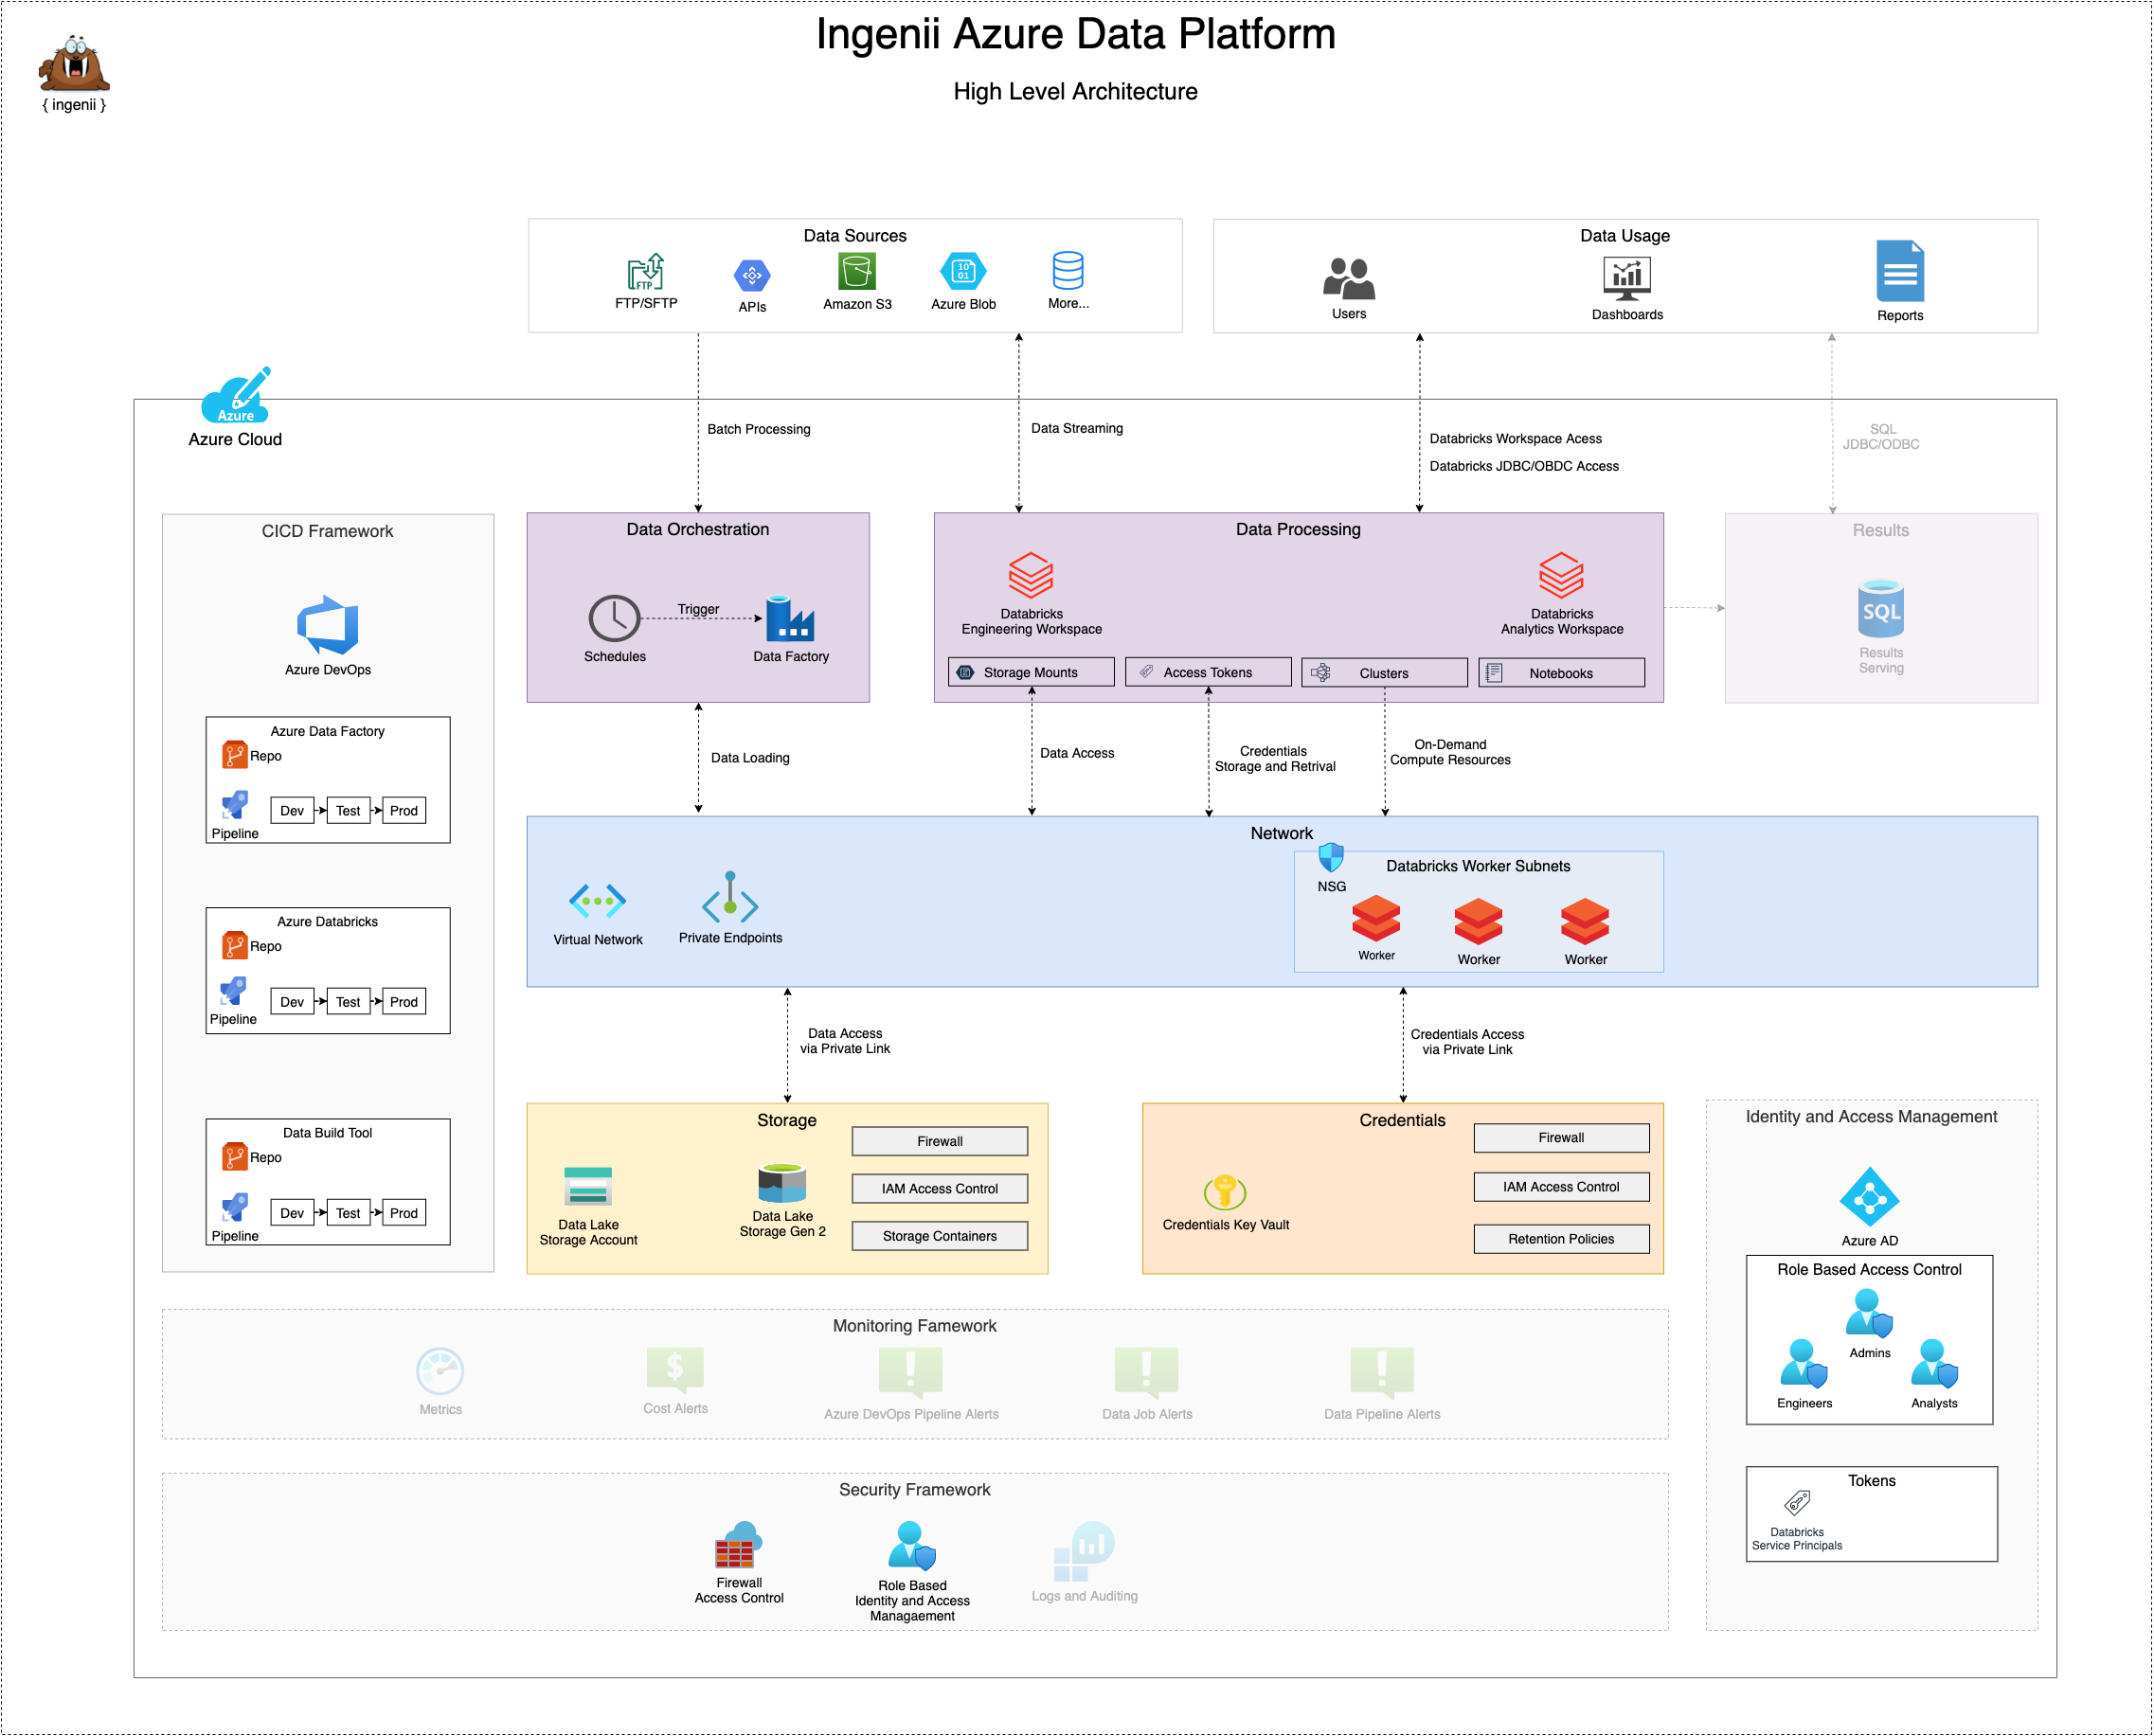 Ingenii Azure Data Platform
High Level Architecture
{ ingenii }
Data Sources
FTP
FTP/SFTP
APIs
Amazon S3
10
01
Azure Blob
More...
Data Usage
Users
Dashboards
Reports
Azure
Azure Cloud
Batch Processing
Data Streaming
Databricks Workspace Acess
Databricks JDBC/OBDC Access
SQL
JDBC/ODBC
CICD Framework
Azure DevOps
Azure Data Factory
Repo
Pipeline
Dev
Test
Prod
Azure Databricks
Repo
Pipeline
Dev
Test
Prod
Data Build Tool
Repo
Pipeline
Dev
Test
Prod
Data Orchestration
Schedules
Trigger
Data Factory
Data Processing
Databricks
Engineering Workspace
Databricks
Analytics Workspace
Storage Mounts
Access Tokens
Clusters
Notebooks
Results
SQL
Results
Serving
Data Loading
Data Access
Credentials
Storage and Retrival
On-Demand
Compute Resources
Network
Virtual Network
Private Endpoints
NSG
Databricks Worker Subnets
Worker
Worker
Worker
Data Access
via Private Link
Credentials Access
via Private Link
Storage
Data Lake
Storage Account
Data Lake
Storage Gen 2
Firewall
IAM Access Control
Storage Containers
Credentials
Credentials Key Vault
Firewall
IAM Access Control
Retention Policies
Identity and Access Management
Azure AD
Role Based Access Control
Admins
Engineers
Analysts
Tokens
Databricks
Service Principals
Monitoring Famework
Metrics
$
Cost Alerts
!
Azure DevOps Pipeline Alerts
!
Data Job Alerts
!
Data Pipeline Alerts
Security Framework
Firewall
Access Control
Role Based
Identity and Access
Managaement
Logs and Auditing